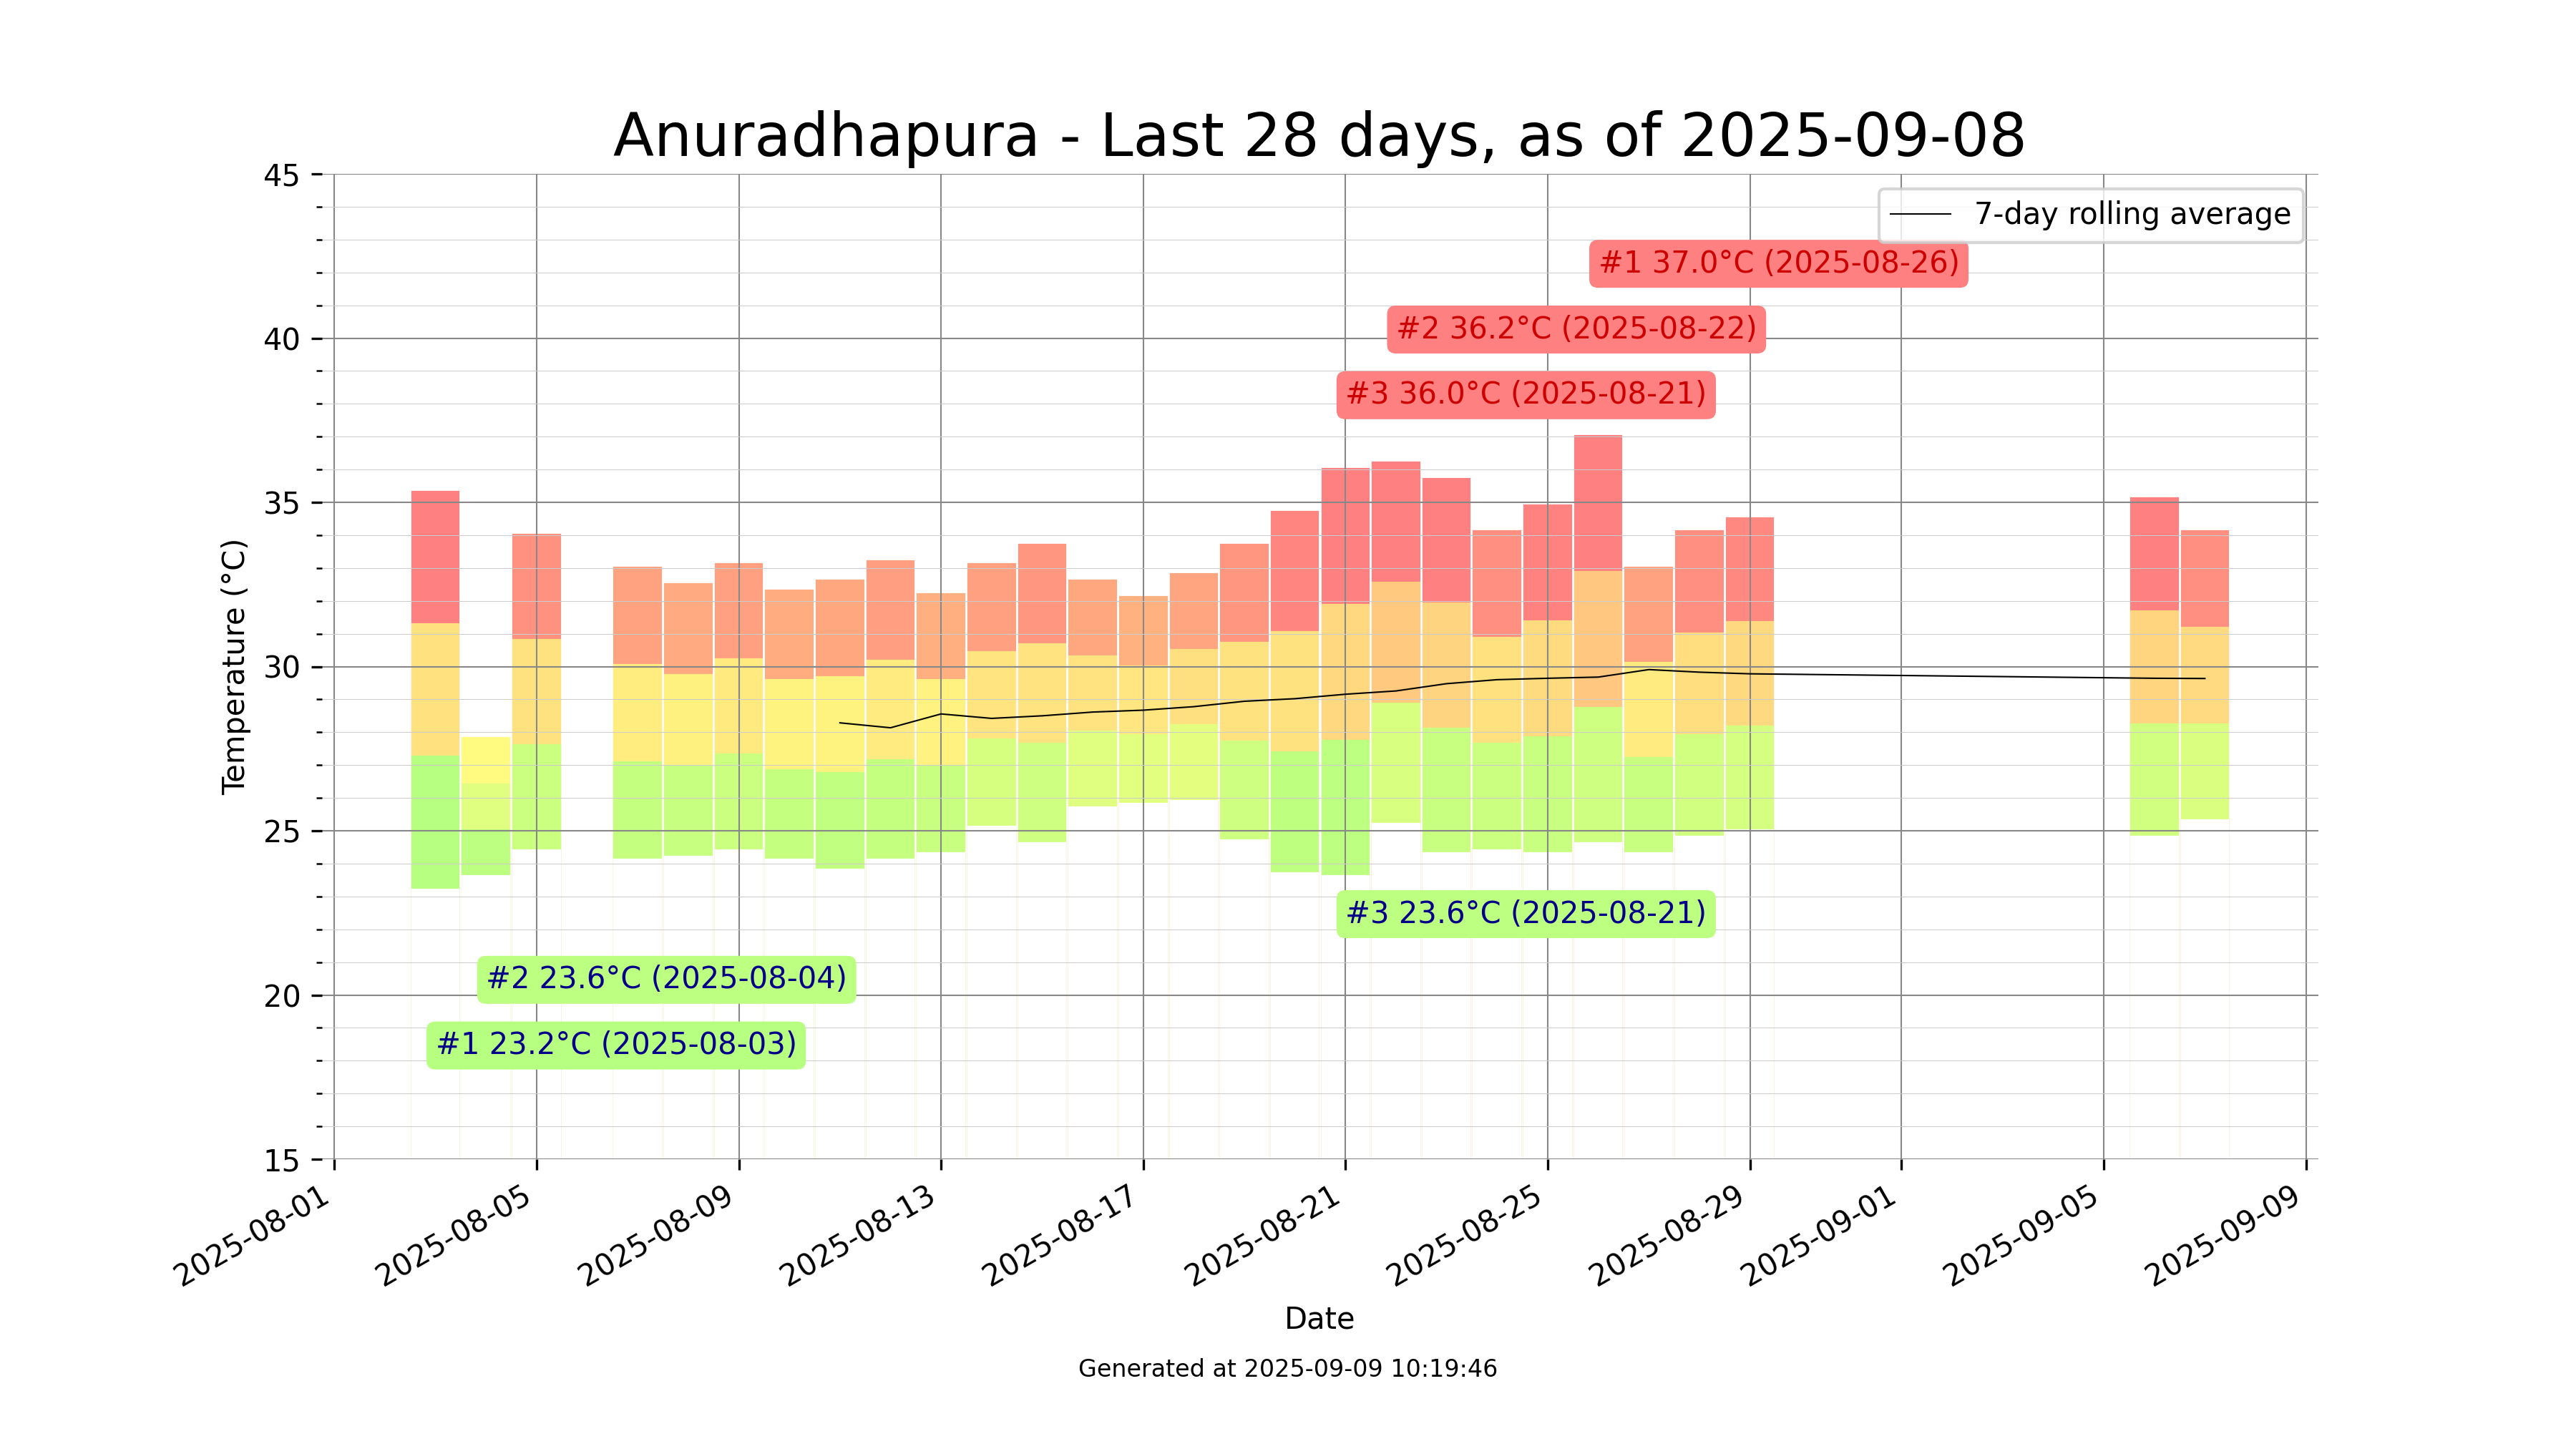 Anuradhapura - Last 28 days, as of 2025-09-08
45
40
35
30
25
20
15
Temperature (°C)
7-day rolling average
#1 37.0°C (2025-08-26)
#2 36.2°C (2025-08-22)
#3 36.0°C (2025-08-21)
#3 23.6°C (2025-08-21)
#2 23.6°C (2025-08-04)
#1 23.2°C (2025-08-03)
2025-08-01
2025-08-05
2025-08-09
2025-08-13
2025-08-17
2025-08-21
2025-08-25
2025-08-29
2025-09-01
2025-09-05
2025-09-09
Date
Generated at 2025-09-09 10:19:46